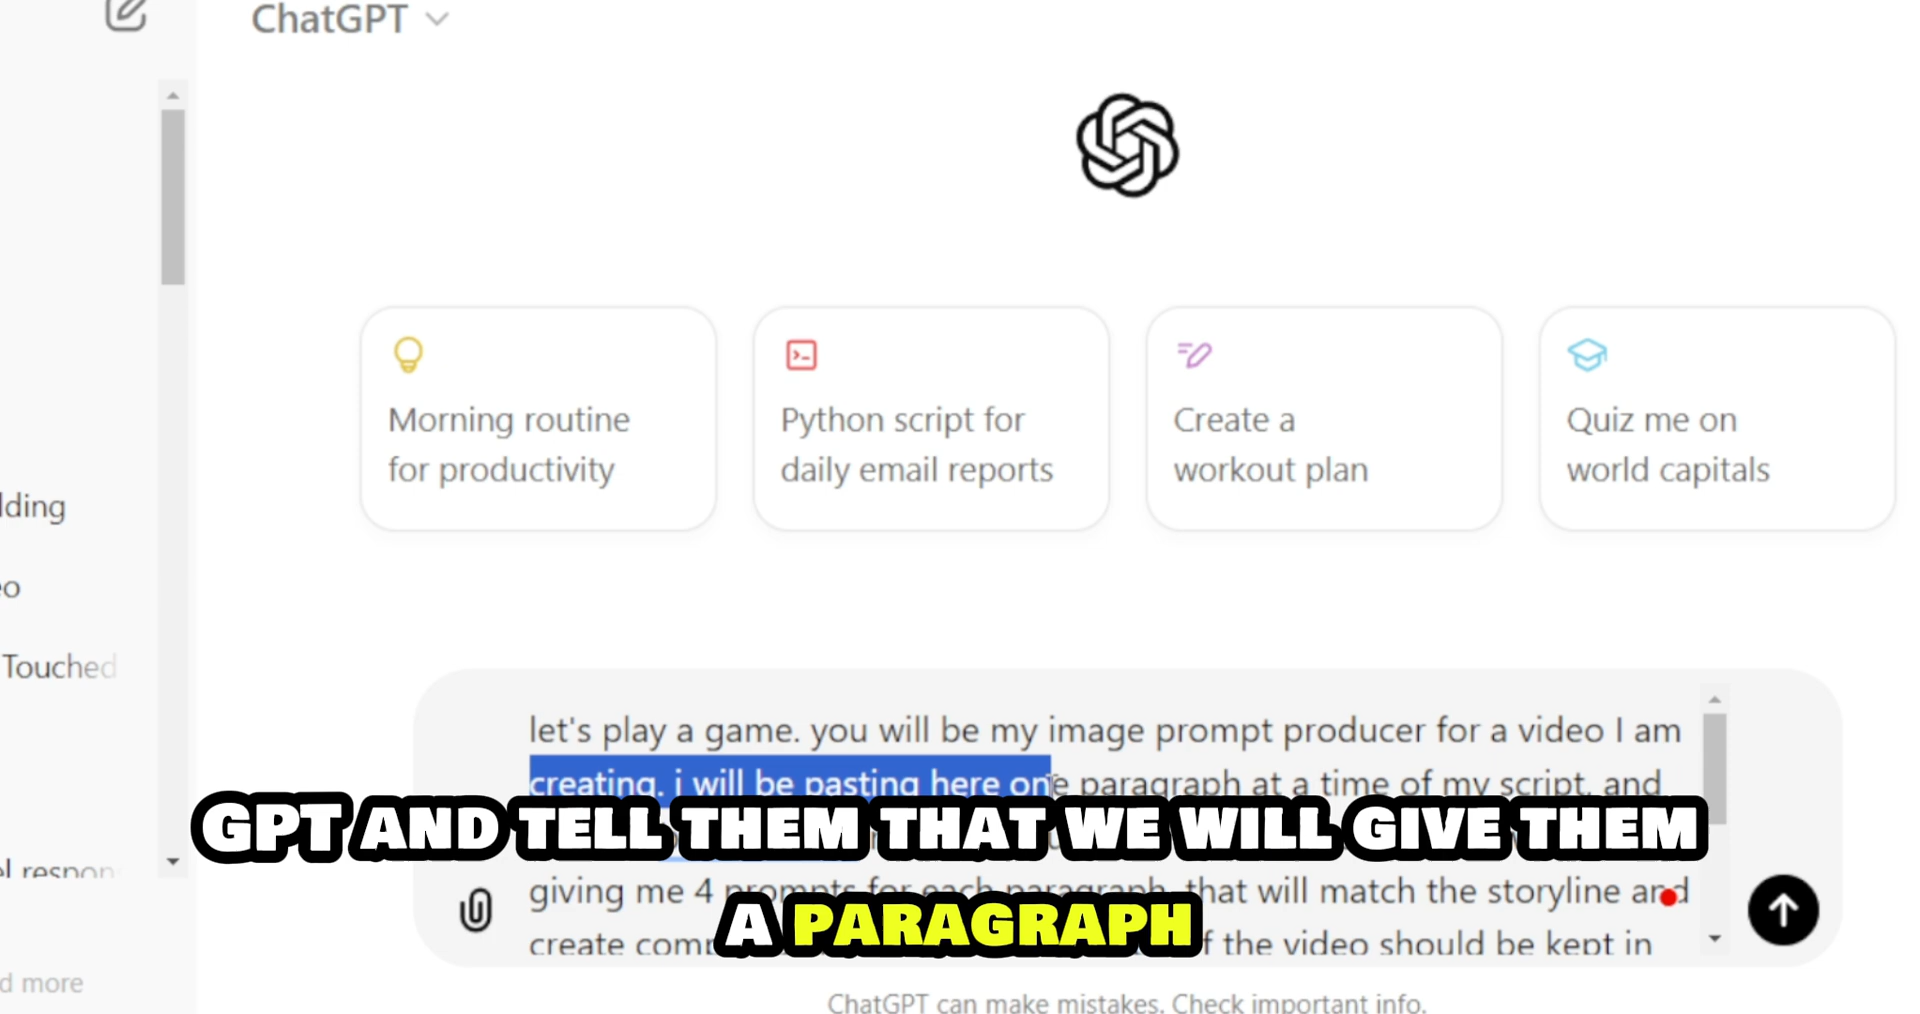 ChatGPT
Morning routine
for productivity
Python script for
daily email reports
Create a
workout plan
Quiz me on
world capitals
lding
eo
Touched
l respon
d more
let's play a game. you will be my image prompt producer for a video I am
creating. i will be pasting here one paragraph at a time of my script, and
GPT AND TELL THEM THAT WE WILL GIVE THEM
giving me 4 prompts for each paragraph, that will match the storyline and
A PARAGRAPH
create f the video should be kept in
ChatGPT can make mistakes. Check important info.